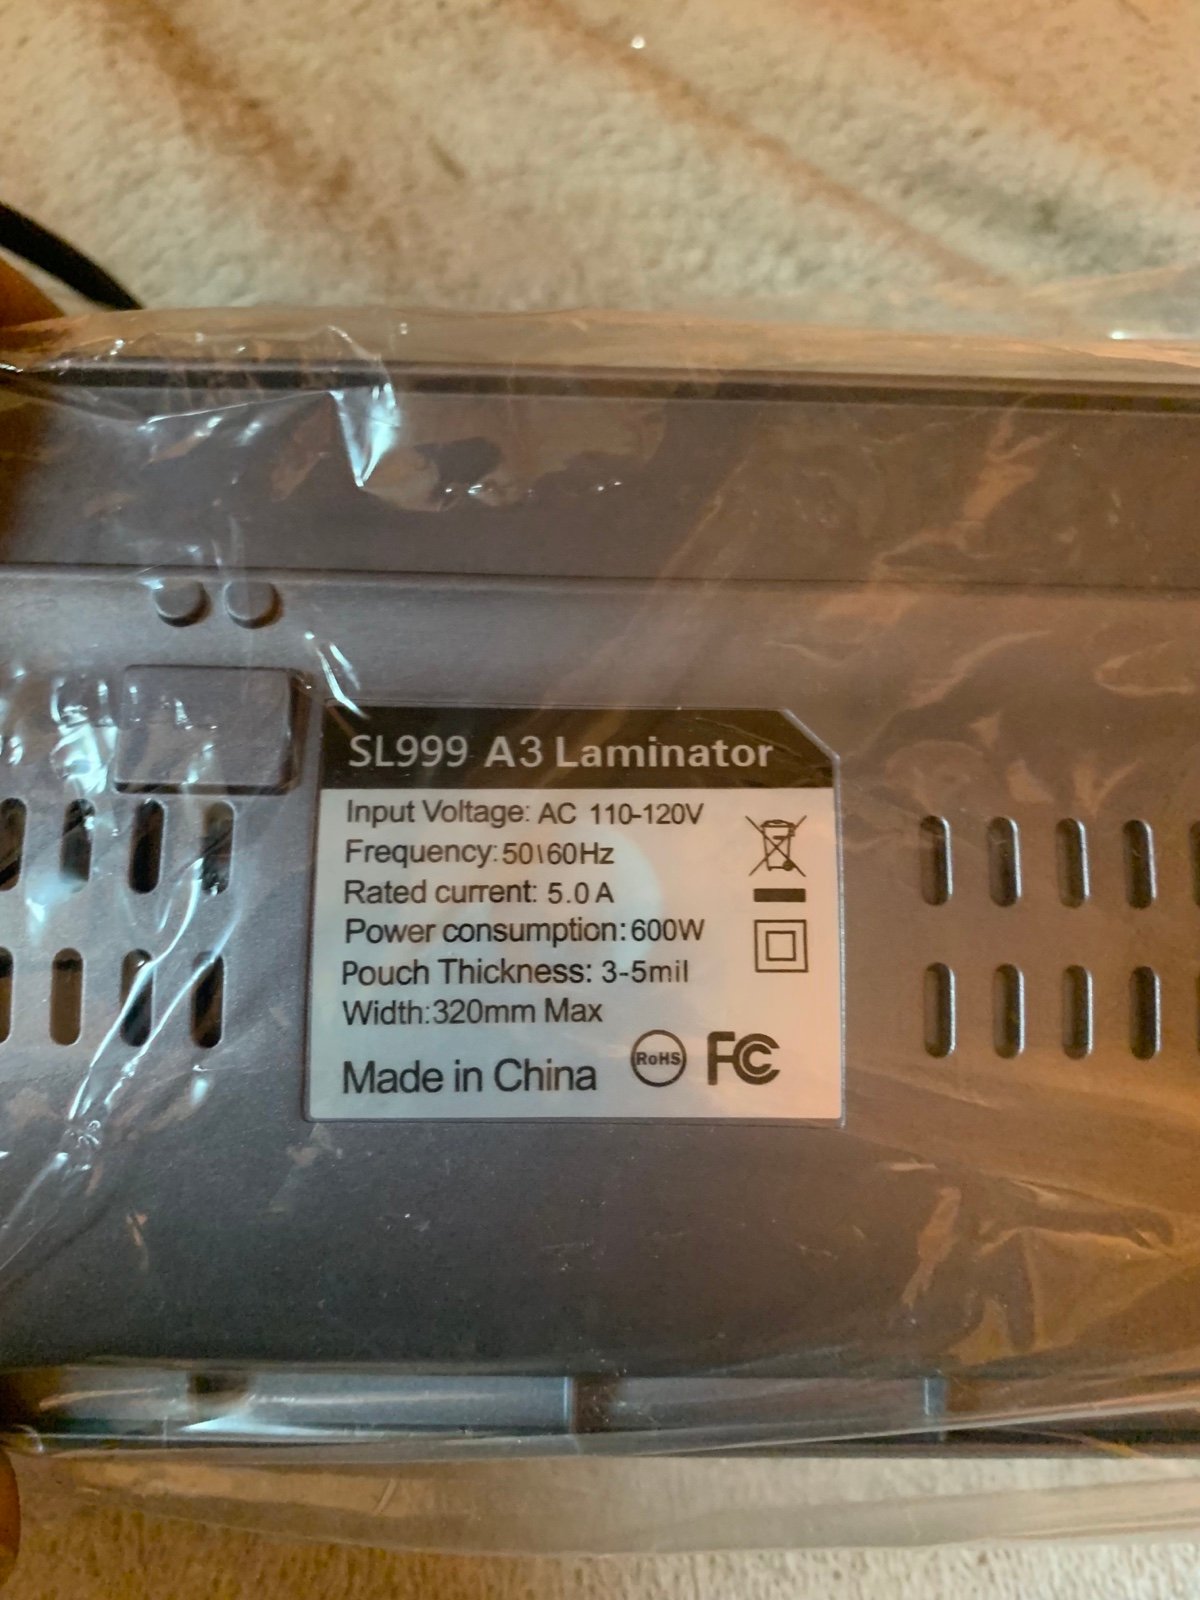 SL999 A3 Laminator
Input Voltage: AC 110-120V
Frequency:50\60Hz
Rated current: 5.0A
Power consumption:600W
Pouch Thickness: 3-5mil
Width:320mm Max
Made in China
RoHS
FC